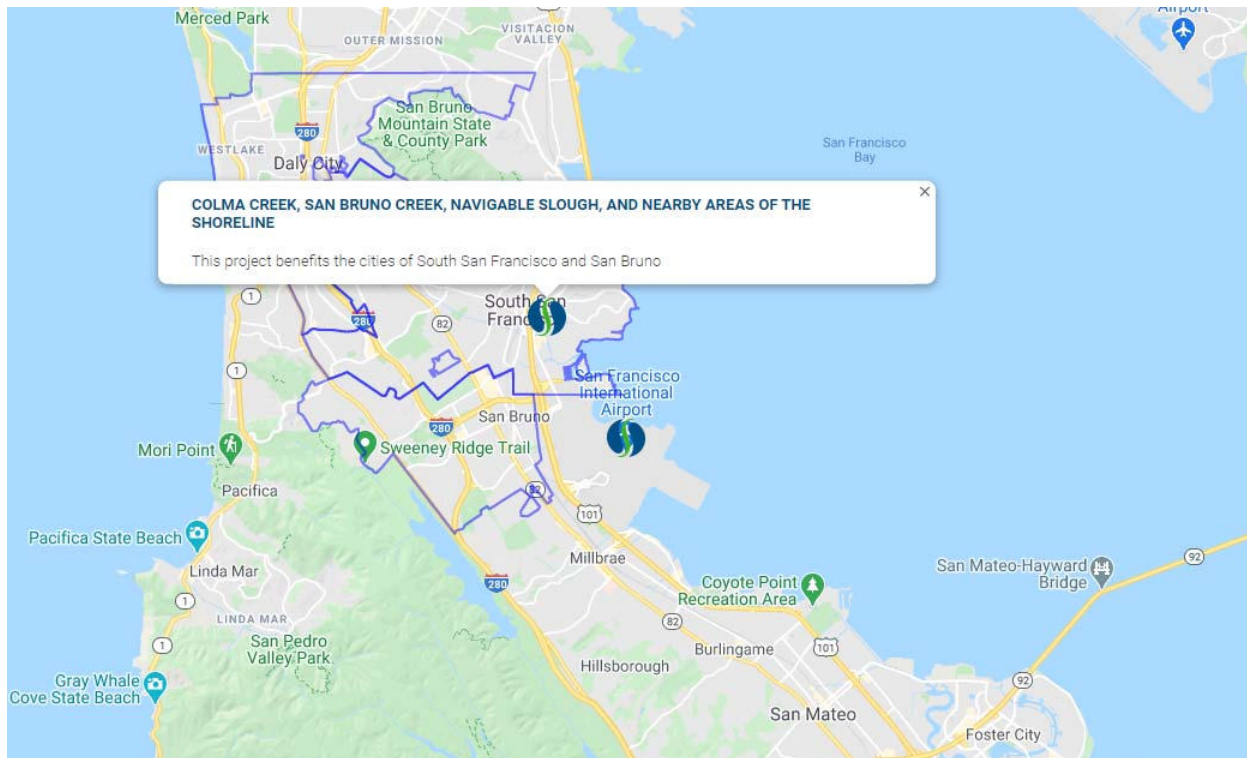 Merced Park
Airport
VISITACION
VALLEY
OUTER MISSION
San Bruno
Mountain State
& County Park
280
San Francisco
Bay
WESTLAKE
Daly City
×
COLMA CREEK, SAN BRUNO CREEK, NAVIGABLE SLOUGH, AND NEARBY AREAS OF THE
SHORELINE
This project benefits the cities of South San Francisco and San Bruno
1
South San
280
82
1
San Francisco
International
Airport
San Bruno
280
Mori Point
Sweeney Ridge Trail
Pacifica
82
101
Pacifica State Beach
Millbrae
92
San Mateo-Hayward
Bridge
Linda Mar
280
Coyote Point
Recreation Area
1
LINDA MAR
82
San Pedro
Valley Park
1
Burlingame
101
Hillsborough
Gray Whale
Cove State Beach
92
San Mateo
Foster City